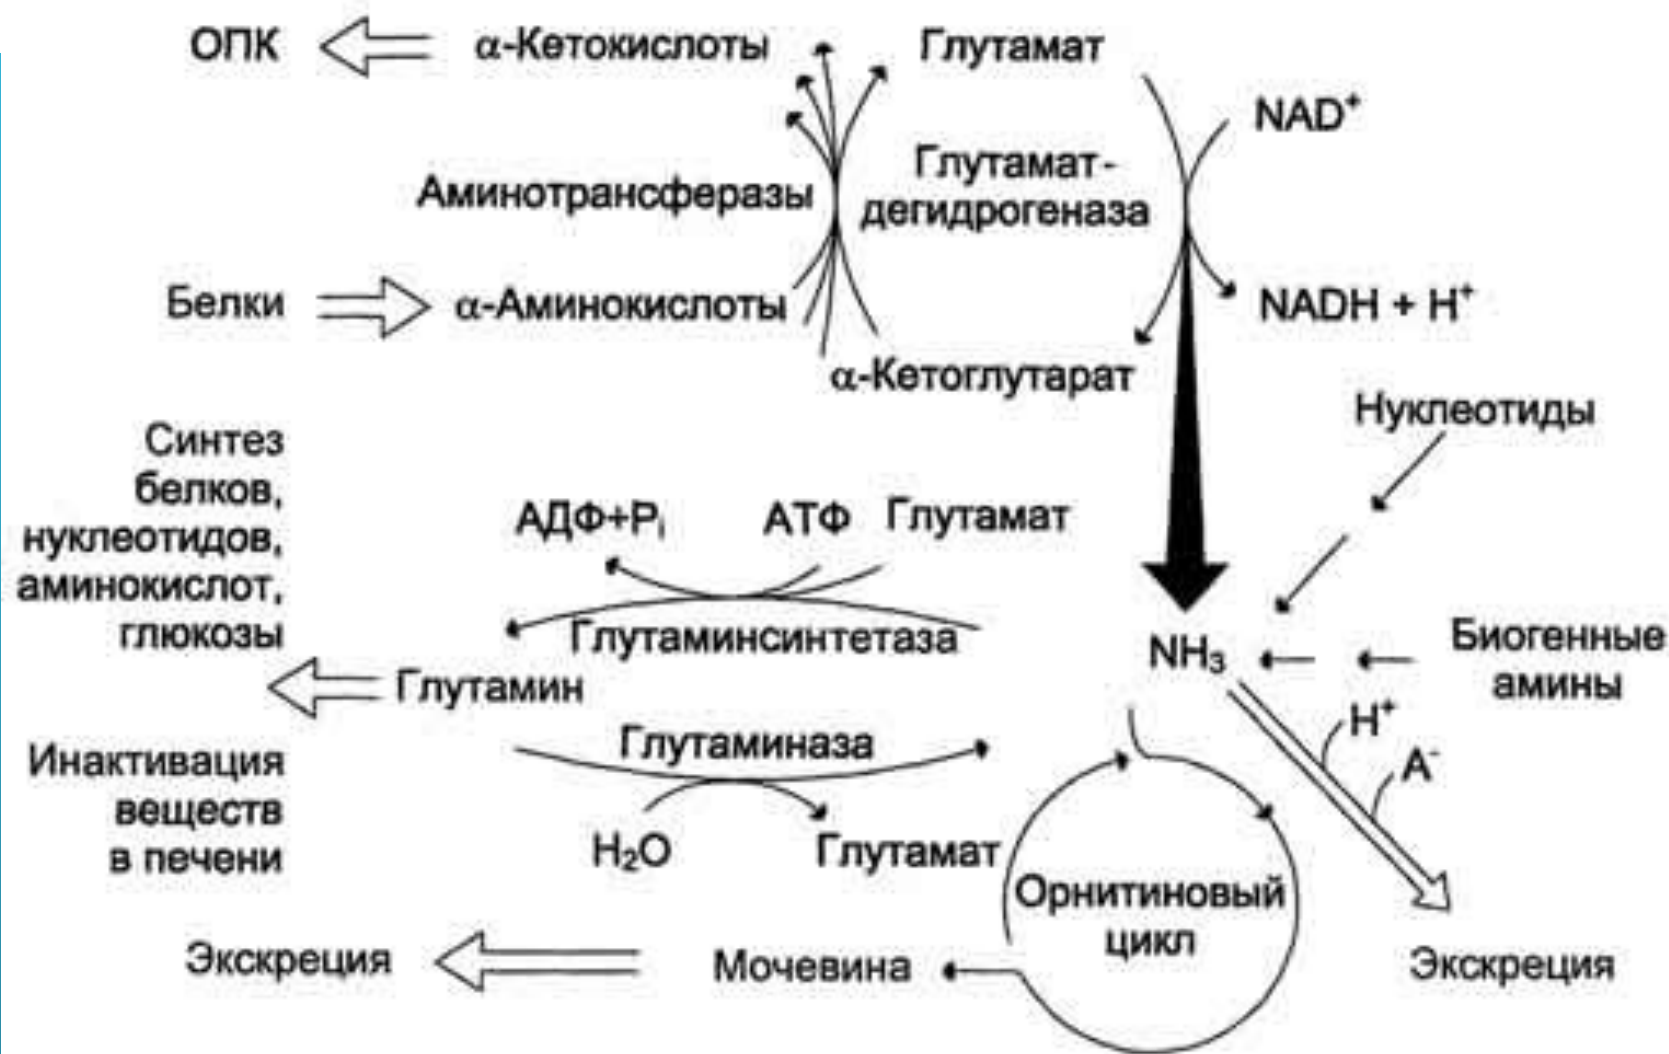 ОПК
α-Кетокислоты
Глутамат
NAD⁺
Глутамат-
дегидрогеназа
Аминотрансферазы
Белки
α-Аминокислоты
NADH + H⁺
α-Кетоглутарат
Нуклеотиды
Синтез
белков,
нуклеотидов,
аминокислот,
глюкозы
АДФ+Pᵢ
АТФ
Глутамат
Глутаминсинтетаза
NH₃
Биогенные
амины
Глутамин
H⁺
A⁻
Глутаминаза
Инактивация
веществ
в печени
H₂O
Глутамат
Орнитиновый
цикл
Экскреция
Мочевина
Экскреция